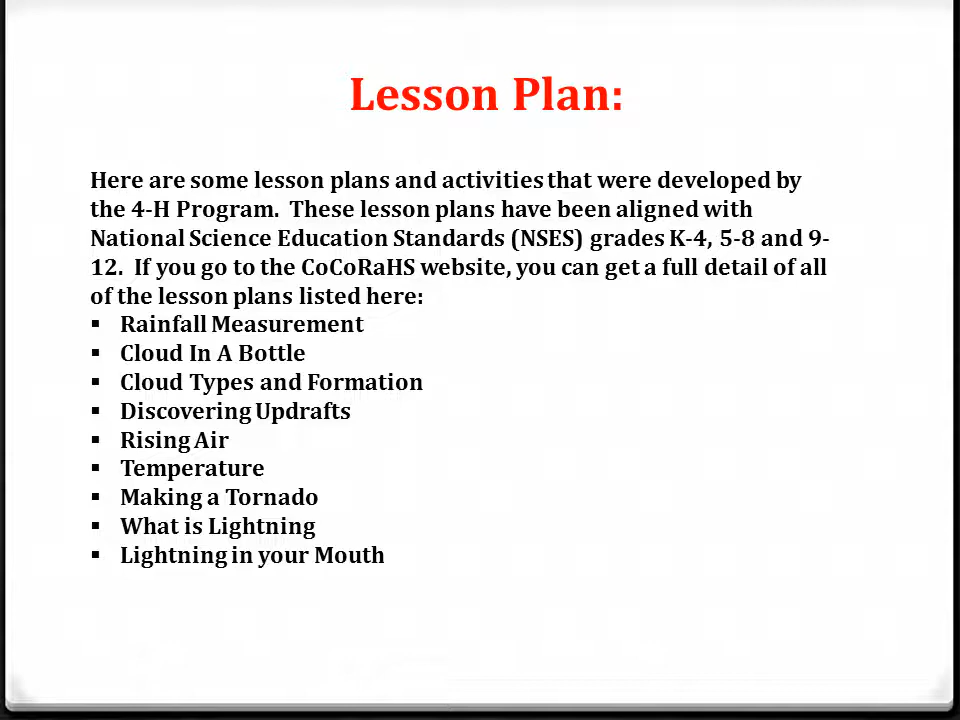 Lesson Plan:
Here are some lesson plans and activities that were developed by
the 4-H Program.  These lesson plans have been aligned with
National Science Education Standards (NSES) grades K-4, 5-8 and 9-
12.  If you go to the CoCoRaHS website, you can get a full detail of all
of the lesson plans listed here:
▪ Rainfall Measurement
▪ Cloud In A Bottle
▪ Cloud Types and Formation
▪ Discovering Updrafts
▪ Rising Air
▪ Temperature
▪ Making a Tornado
▪ What is Lightning
▪ Lightning in your Mouth